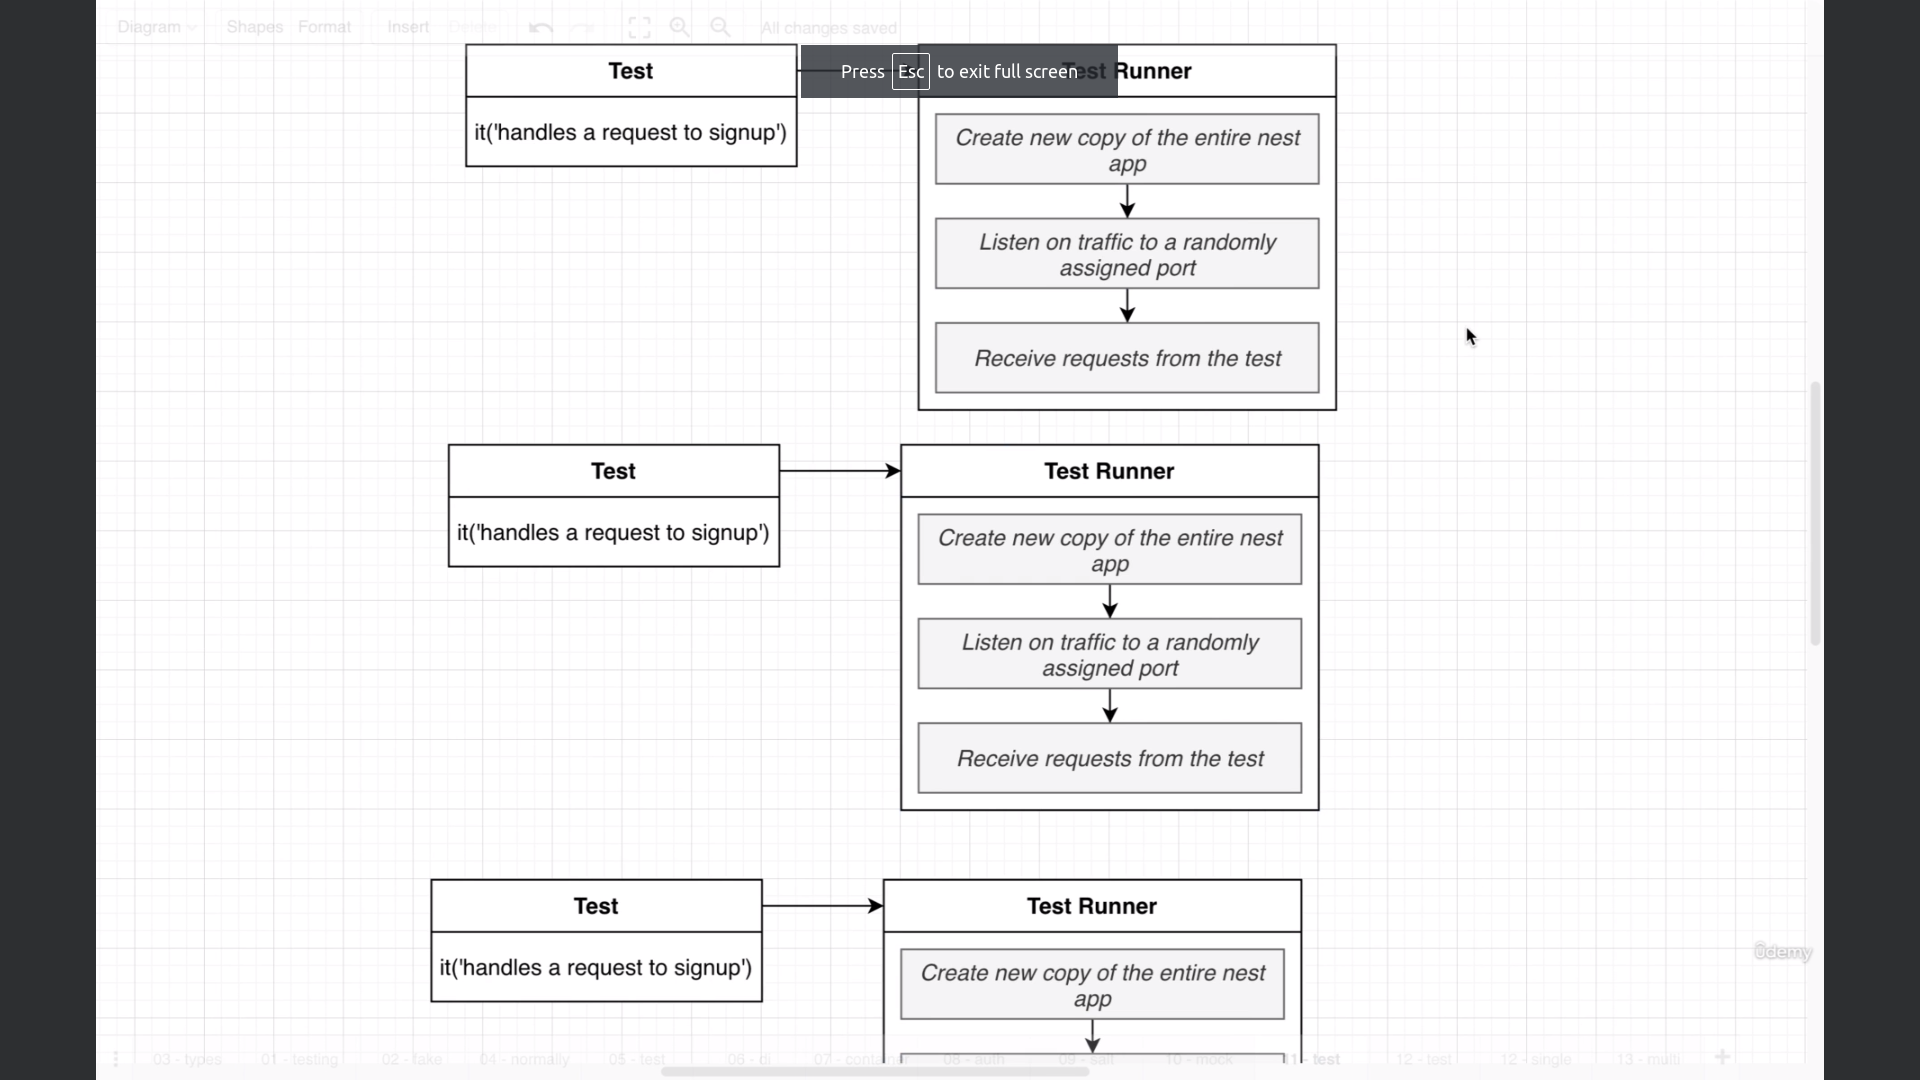 Diagram
Shapes
Format
Insert
Delete
All changes saved
Test
Press Esc to exit full screen
Test Runner
it('handles a request to signup')
Create new copy of the entire nest
app
Listen on traffic to a randomly
assigned port
Receive requests from the test
Test
Test Runner
it('handles a request to signup')
Create new copy of the entire nest
app
Listen on traffic to a randomly
assigned port
Receive requests from the test
Test
Test Runner
it('handles a request to signup')
Create new copy of the entire nest
app
ûdemy
03 - types
01 - testing
02 - fake
04 - normally
05 - test
06 - di
07 - container
08 - auth
09 - salt
10 - mock
11 - test
12 - test
12 - single
13 - multi